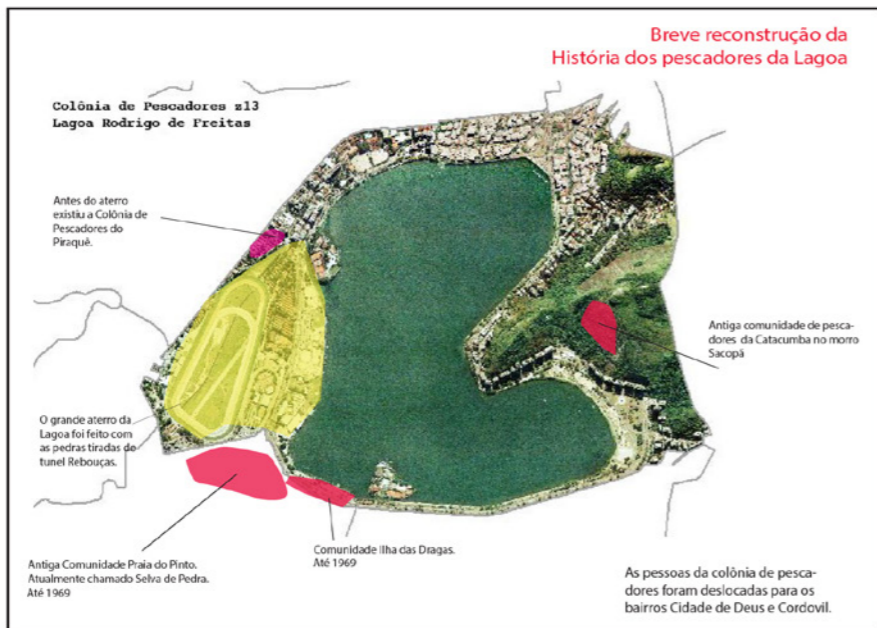 Breve reconstrução da
História dos pescadores da Lagoa
Colônia de Pescadores z13
Lagoa Rodrigo de Freitas
Antes do aterro
existiu a Colônia de
Pescadores do
Piraquê.
Antiga comunidade de pesca-
dores da Catacumba no morro
Sacopã
O grande aterro da
Lagoa foi feito com
as pedras tiradas do
tunel Rebouças.
Antiga Comunidade Praia do Pinto.
Atualmente chamado Selva de Pedra.
Até 1969
Comunidade Ilha das Dragas.
Até 1969
As pessoas da colônia de pesca-
dores foram deslocadas para os
bairros Cidade de Deus e Cordovil.